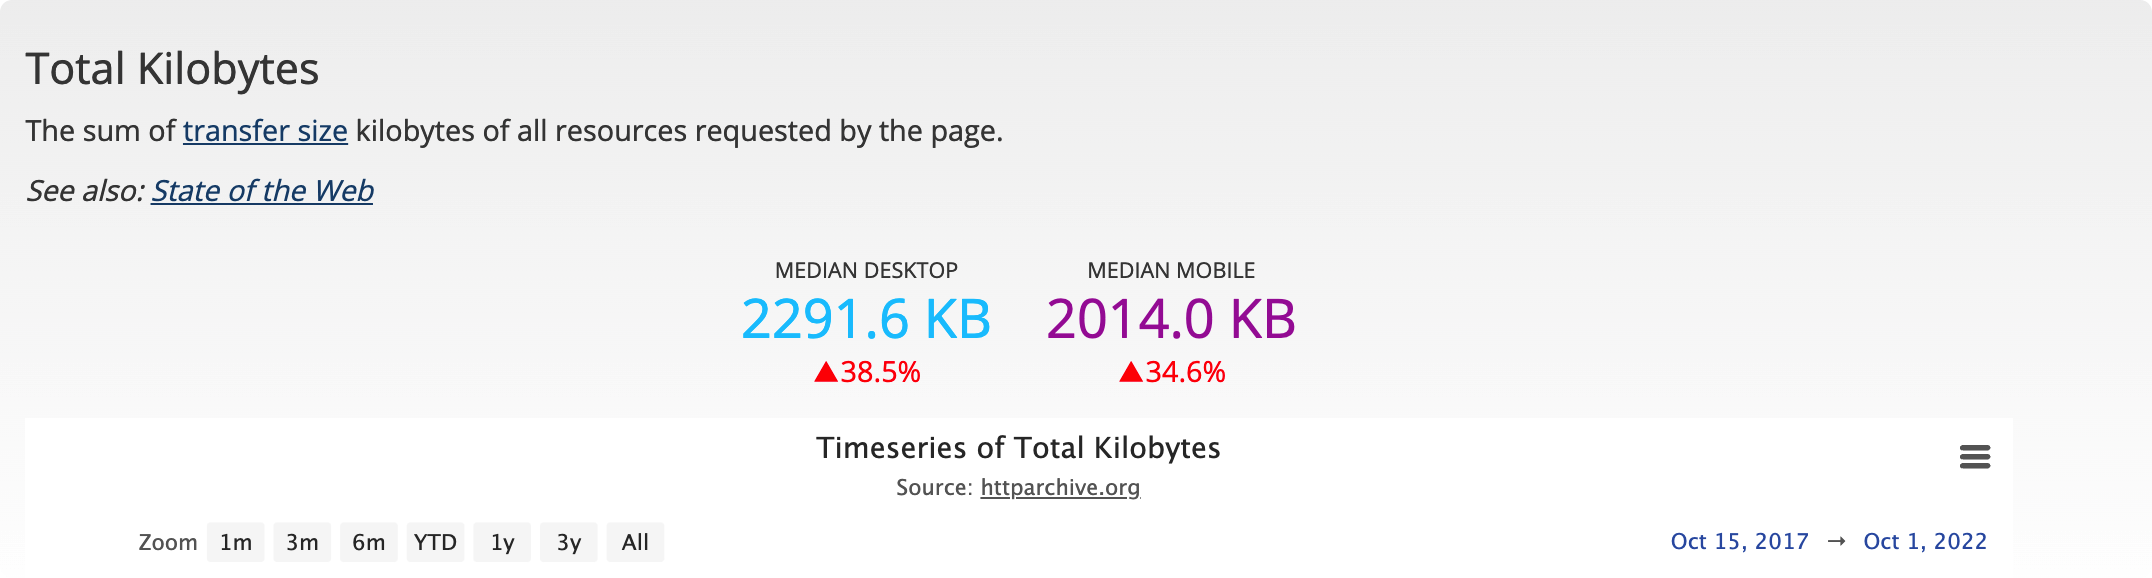 Total Kilobytes
The sum of transfer size kilobytes of all resources requested by the page.
See also: State of the Web
MEDIAN DESKTOP MEDIAN MOBILE
2291.6 KB 2014.0 KB
▲38.5% ▲34.6%
Timeseries of Total Kilobytes
Source: httparchive.org
Zoom 1m 3m 6m YTD 1y 3y All Oct 15, 2017 → Oct 1, 2022